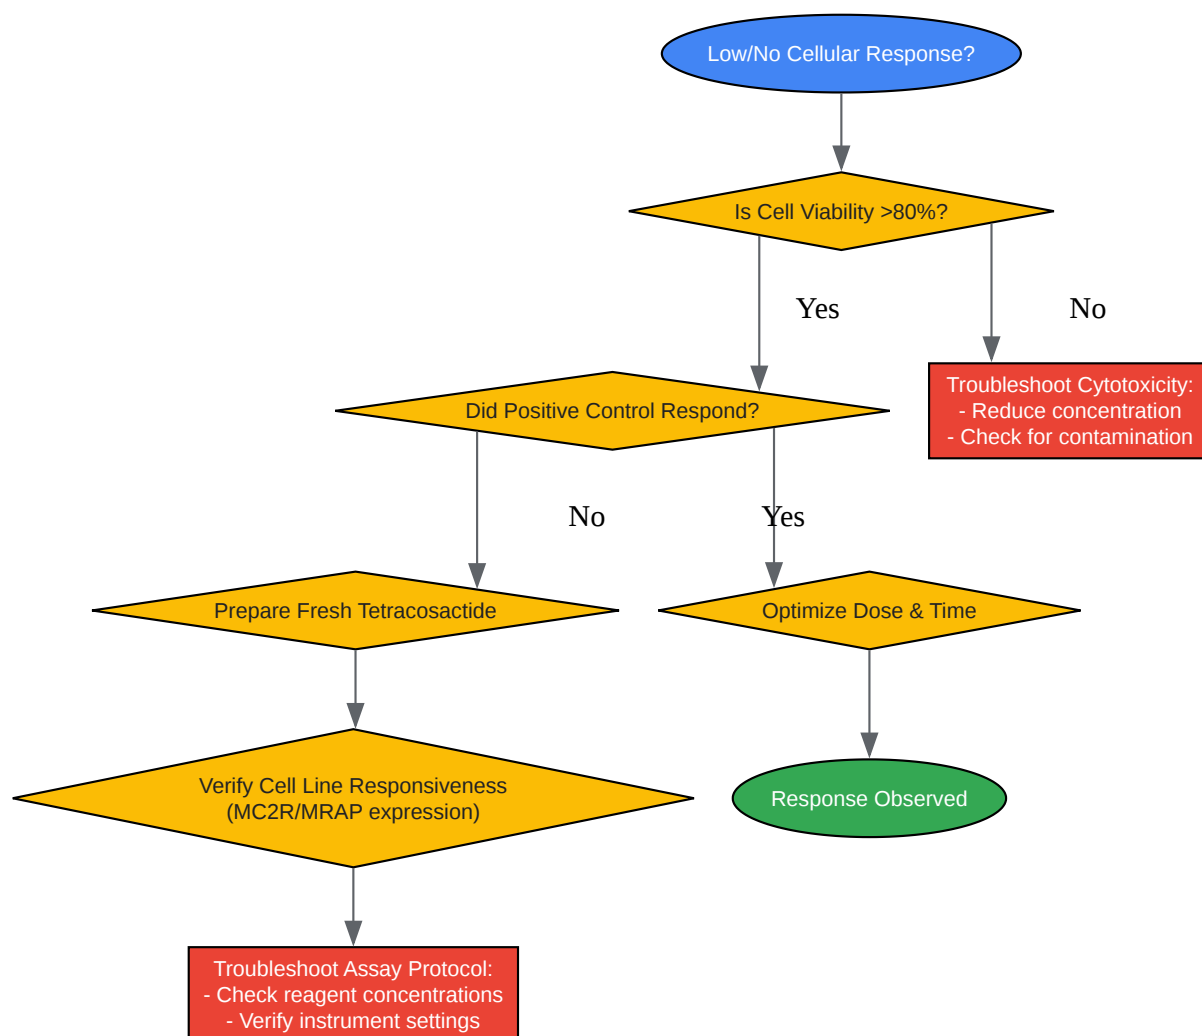 Low/No Cellular Response?
Is Cell Viability >80%?
Yes
No
Troubleshoot Cytotoxicity:
- Reduce concentration
- Check for contamination
Did Positive Control Respond?
No
Yes
Prepare Fresh Tetracosactide
Optimize Dose & Time
Verify Cell Line Responsiveness
(MC2R/MRAP expression)
Response Observed
Troubleshoot Assay Protocol:
- Check reagent concentrations
- Verify instrument settings